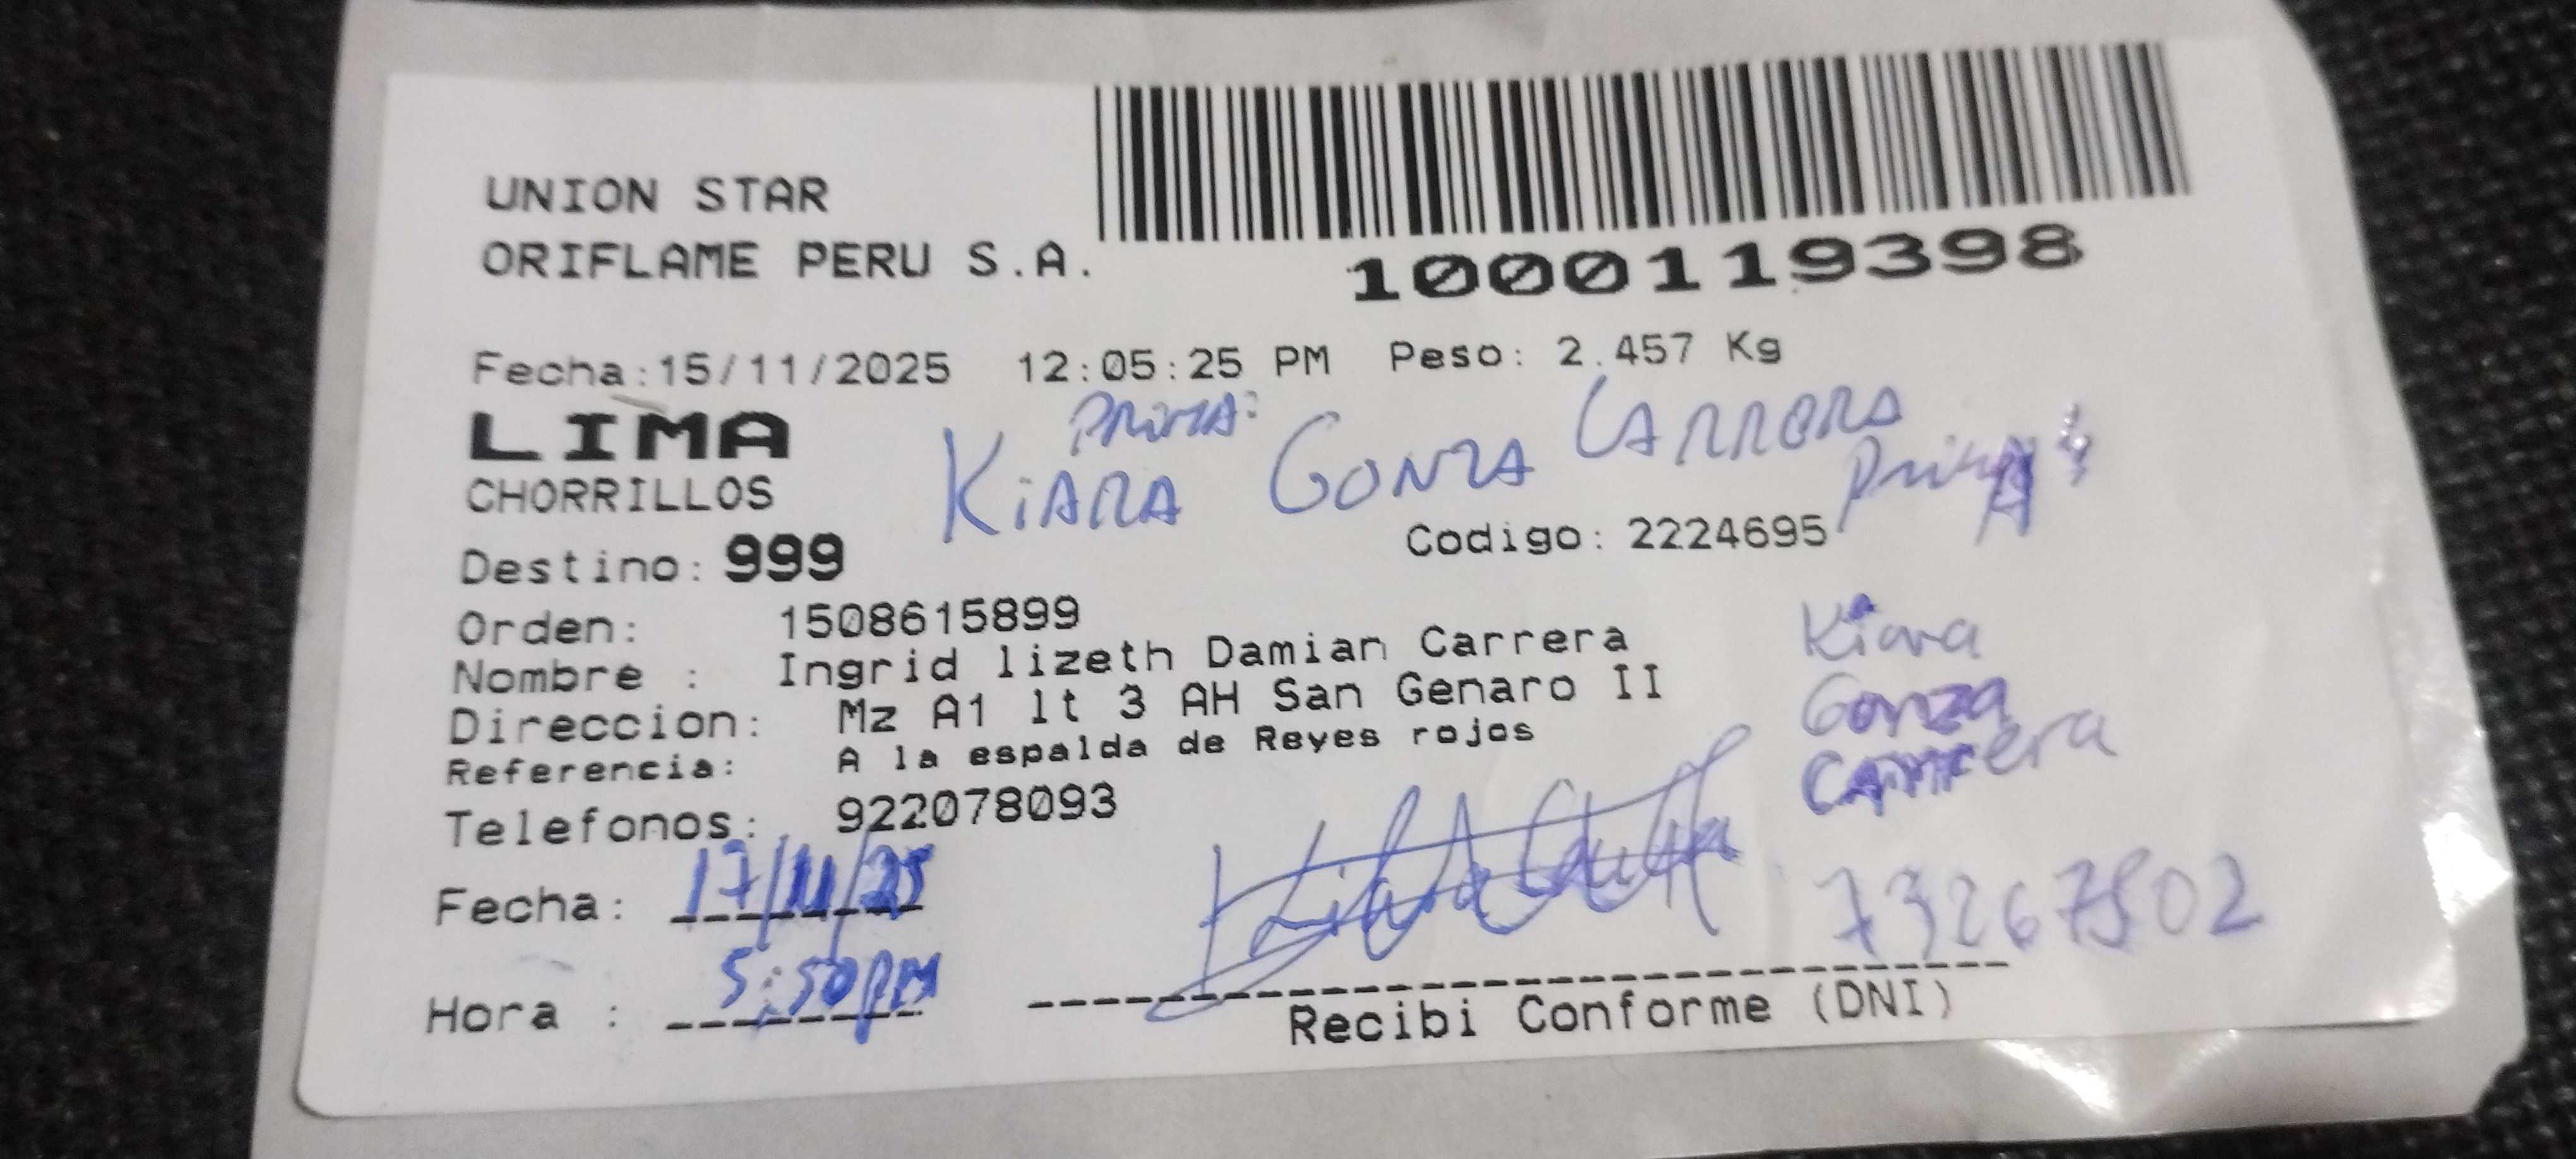 UNION STAR
ORIFLAME PERU S.A.
1000119398
Fecha:15/11/2025 12:05:25 PM Peso: 2.457 Kg
LIMA
PRIMA:
KiARA GONZA CARRERA
CHORRILLOS
Prima
Destino: 999
Codigo: 2224695
Orden: 1508615899
Nombre : Ingrid lizeth Damian Carrera
Direccion: Mz A1 lt 3 AH San Genaro II
Referencia: A la espalda de Reyes rojos
Telefonos: 922078093
Kiara
Gonza
Carrera
Fecha: 17/11/25
73267502
Hora : 5:50PM
Recibi Conforme (DNI)